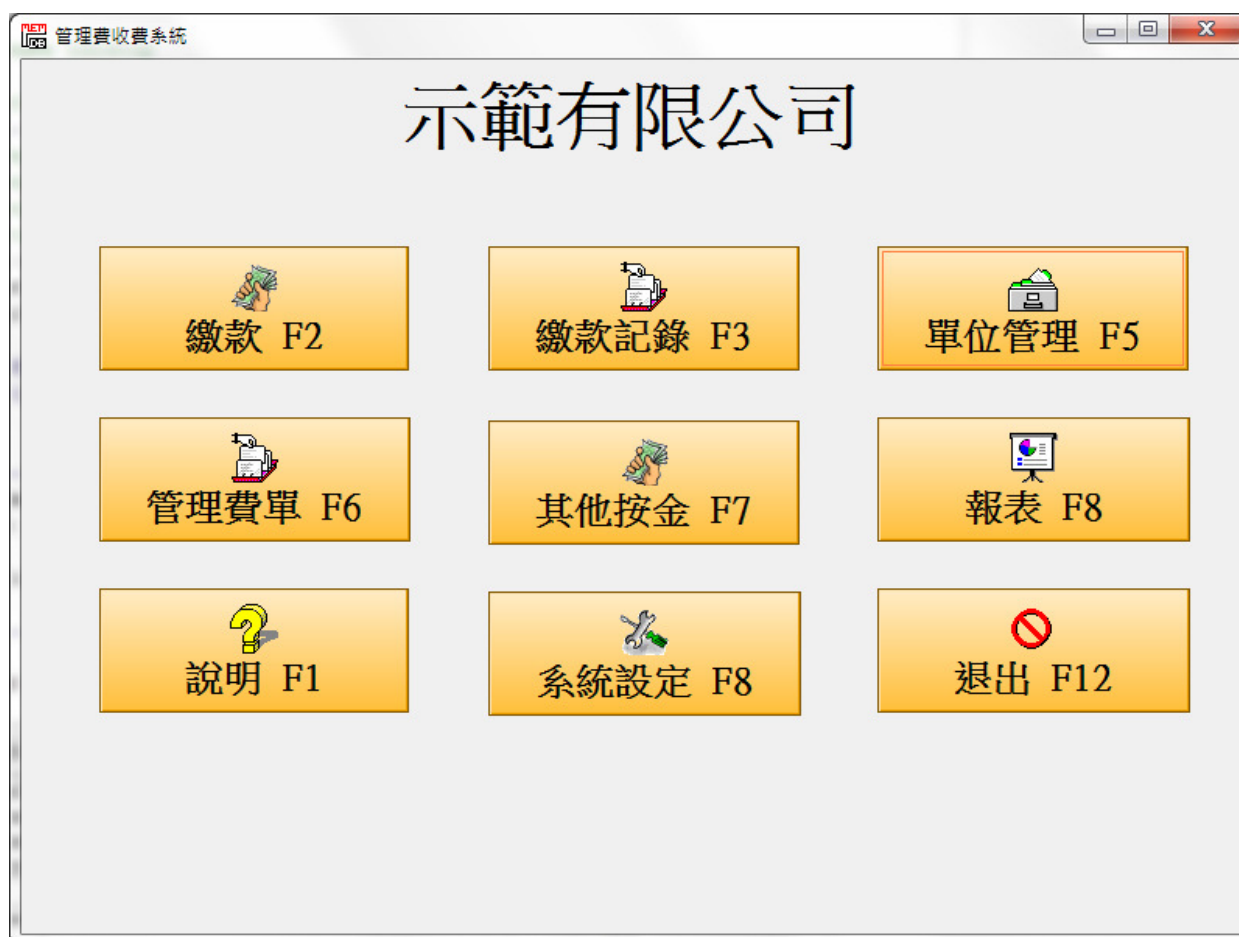 MEM
DB
管理費收費系統
示範有限公司
繳款 F2
繳款記錄 F3
單位管理 F5
管理費單 F6
其他按金 F7
報表 F8
說明 F1
系統設定 F8
退出 F12